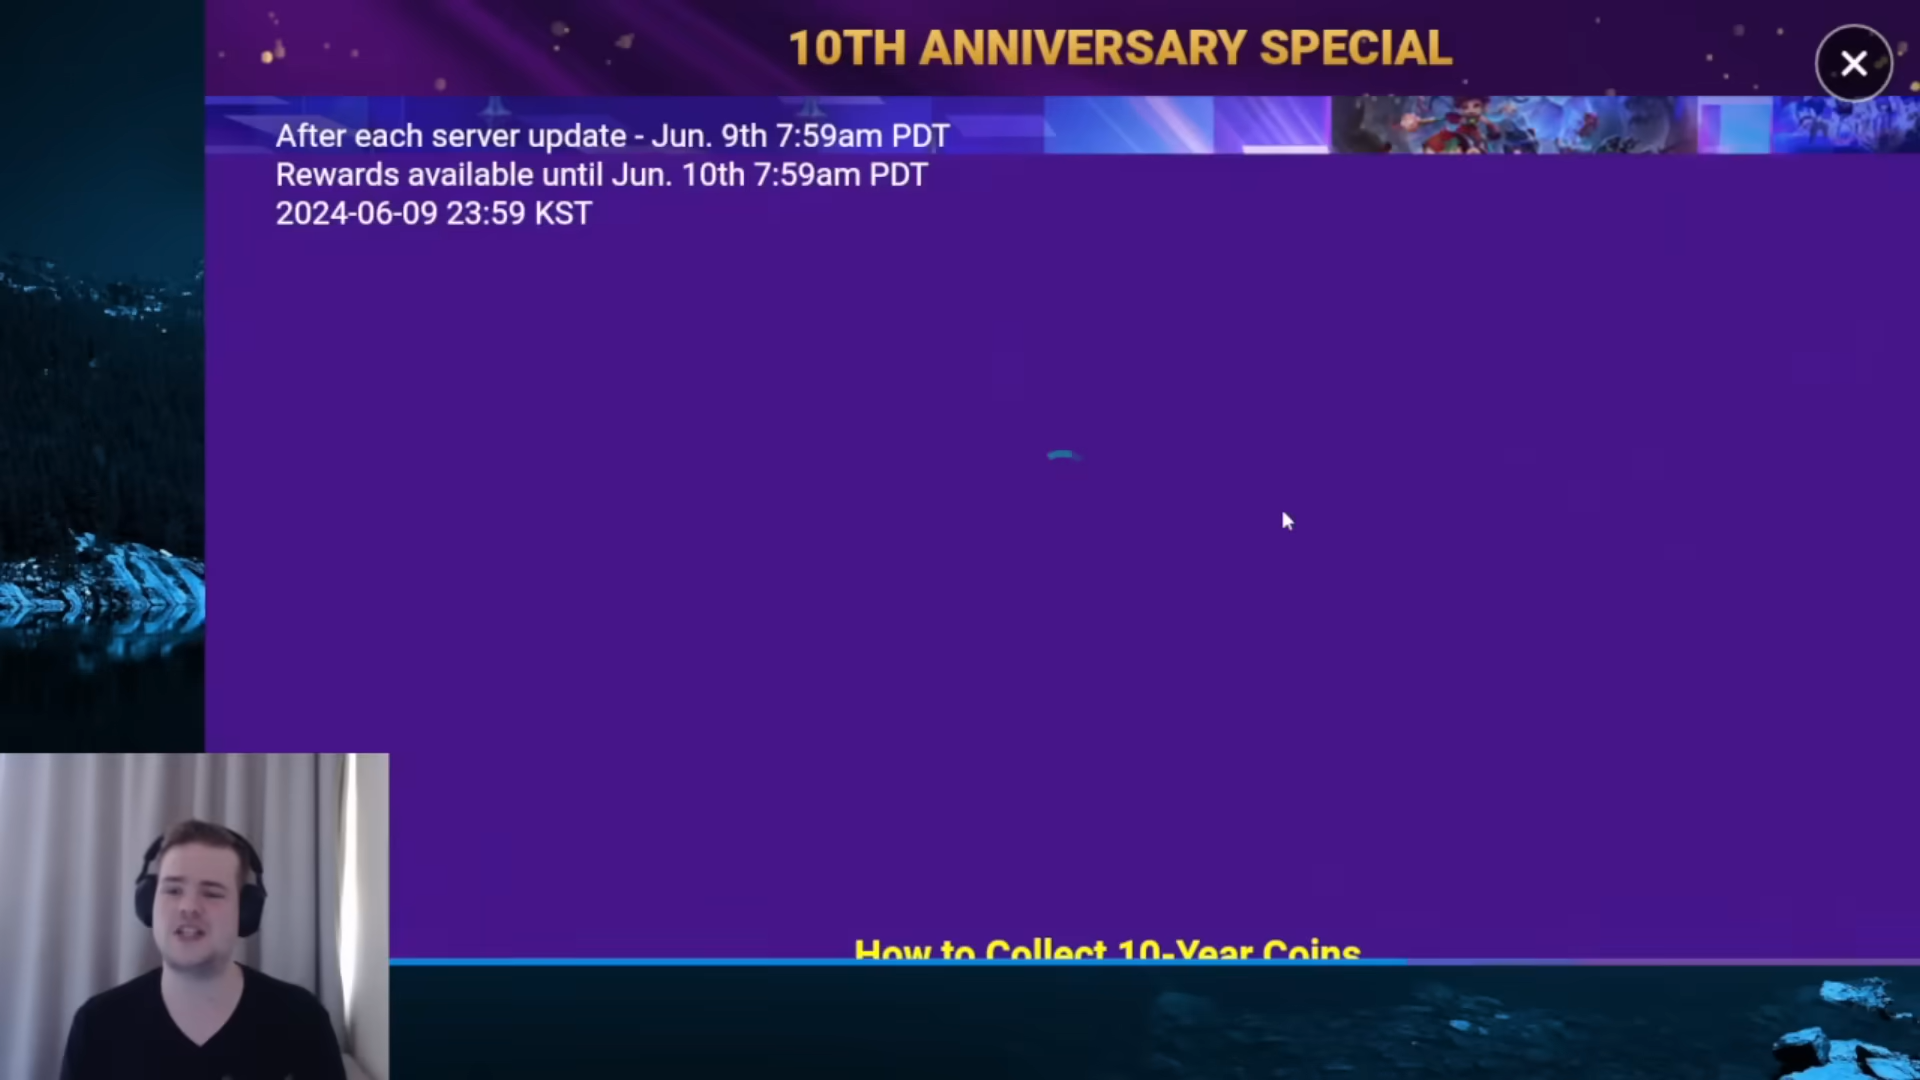 10TH ANNIVERSARY SPECIAL
After each server update - Jun. 9th 7:59am PDT
Rewards available until Jun. 10th 7:59am PDT
2024-06-09 23:59 KST
How to Collect 10-Year Coins